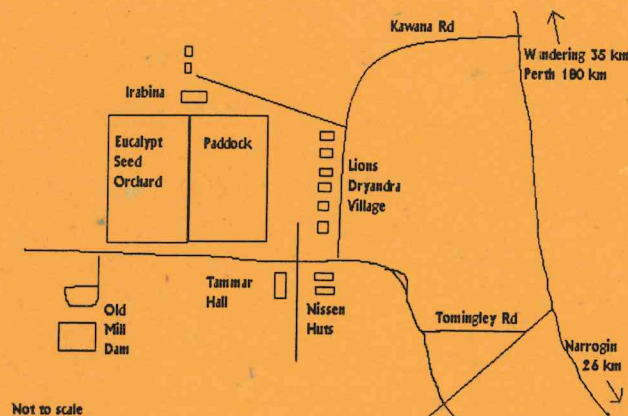 Kawana Rd
Wandering 35 km
Perth 180 km
Irabina
Eucalypt
Seed
Orchard
Paddock
Lions
Dryandra
Village
Tammar
Hall
Nissen
Huts
Old
Mill
Dam
Tomingley Rd
Narrogin
26 km
Not to scale